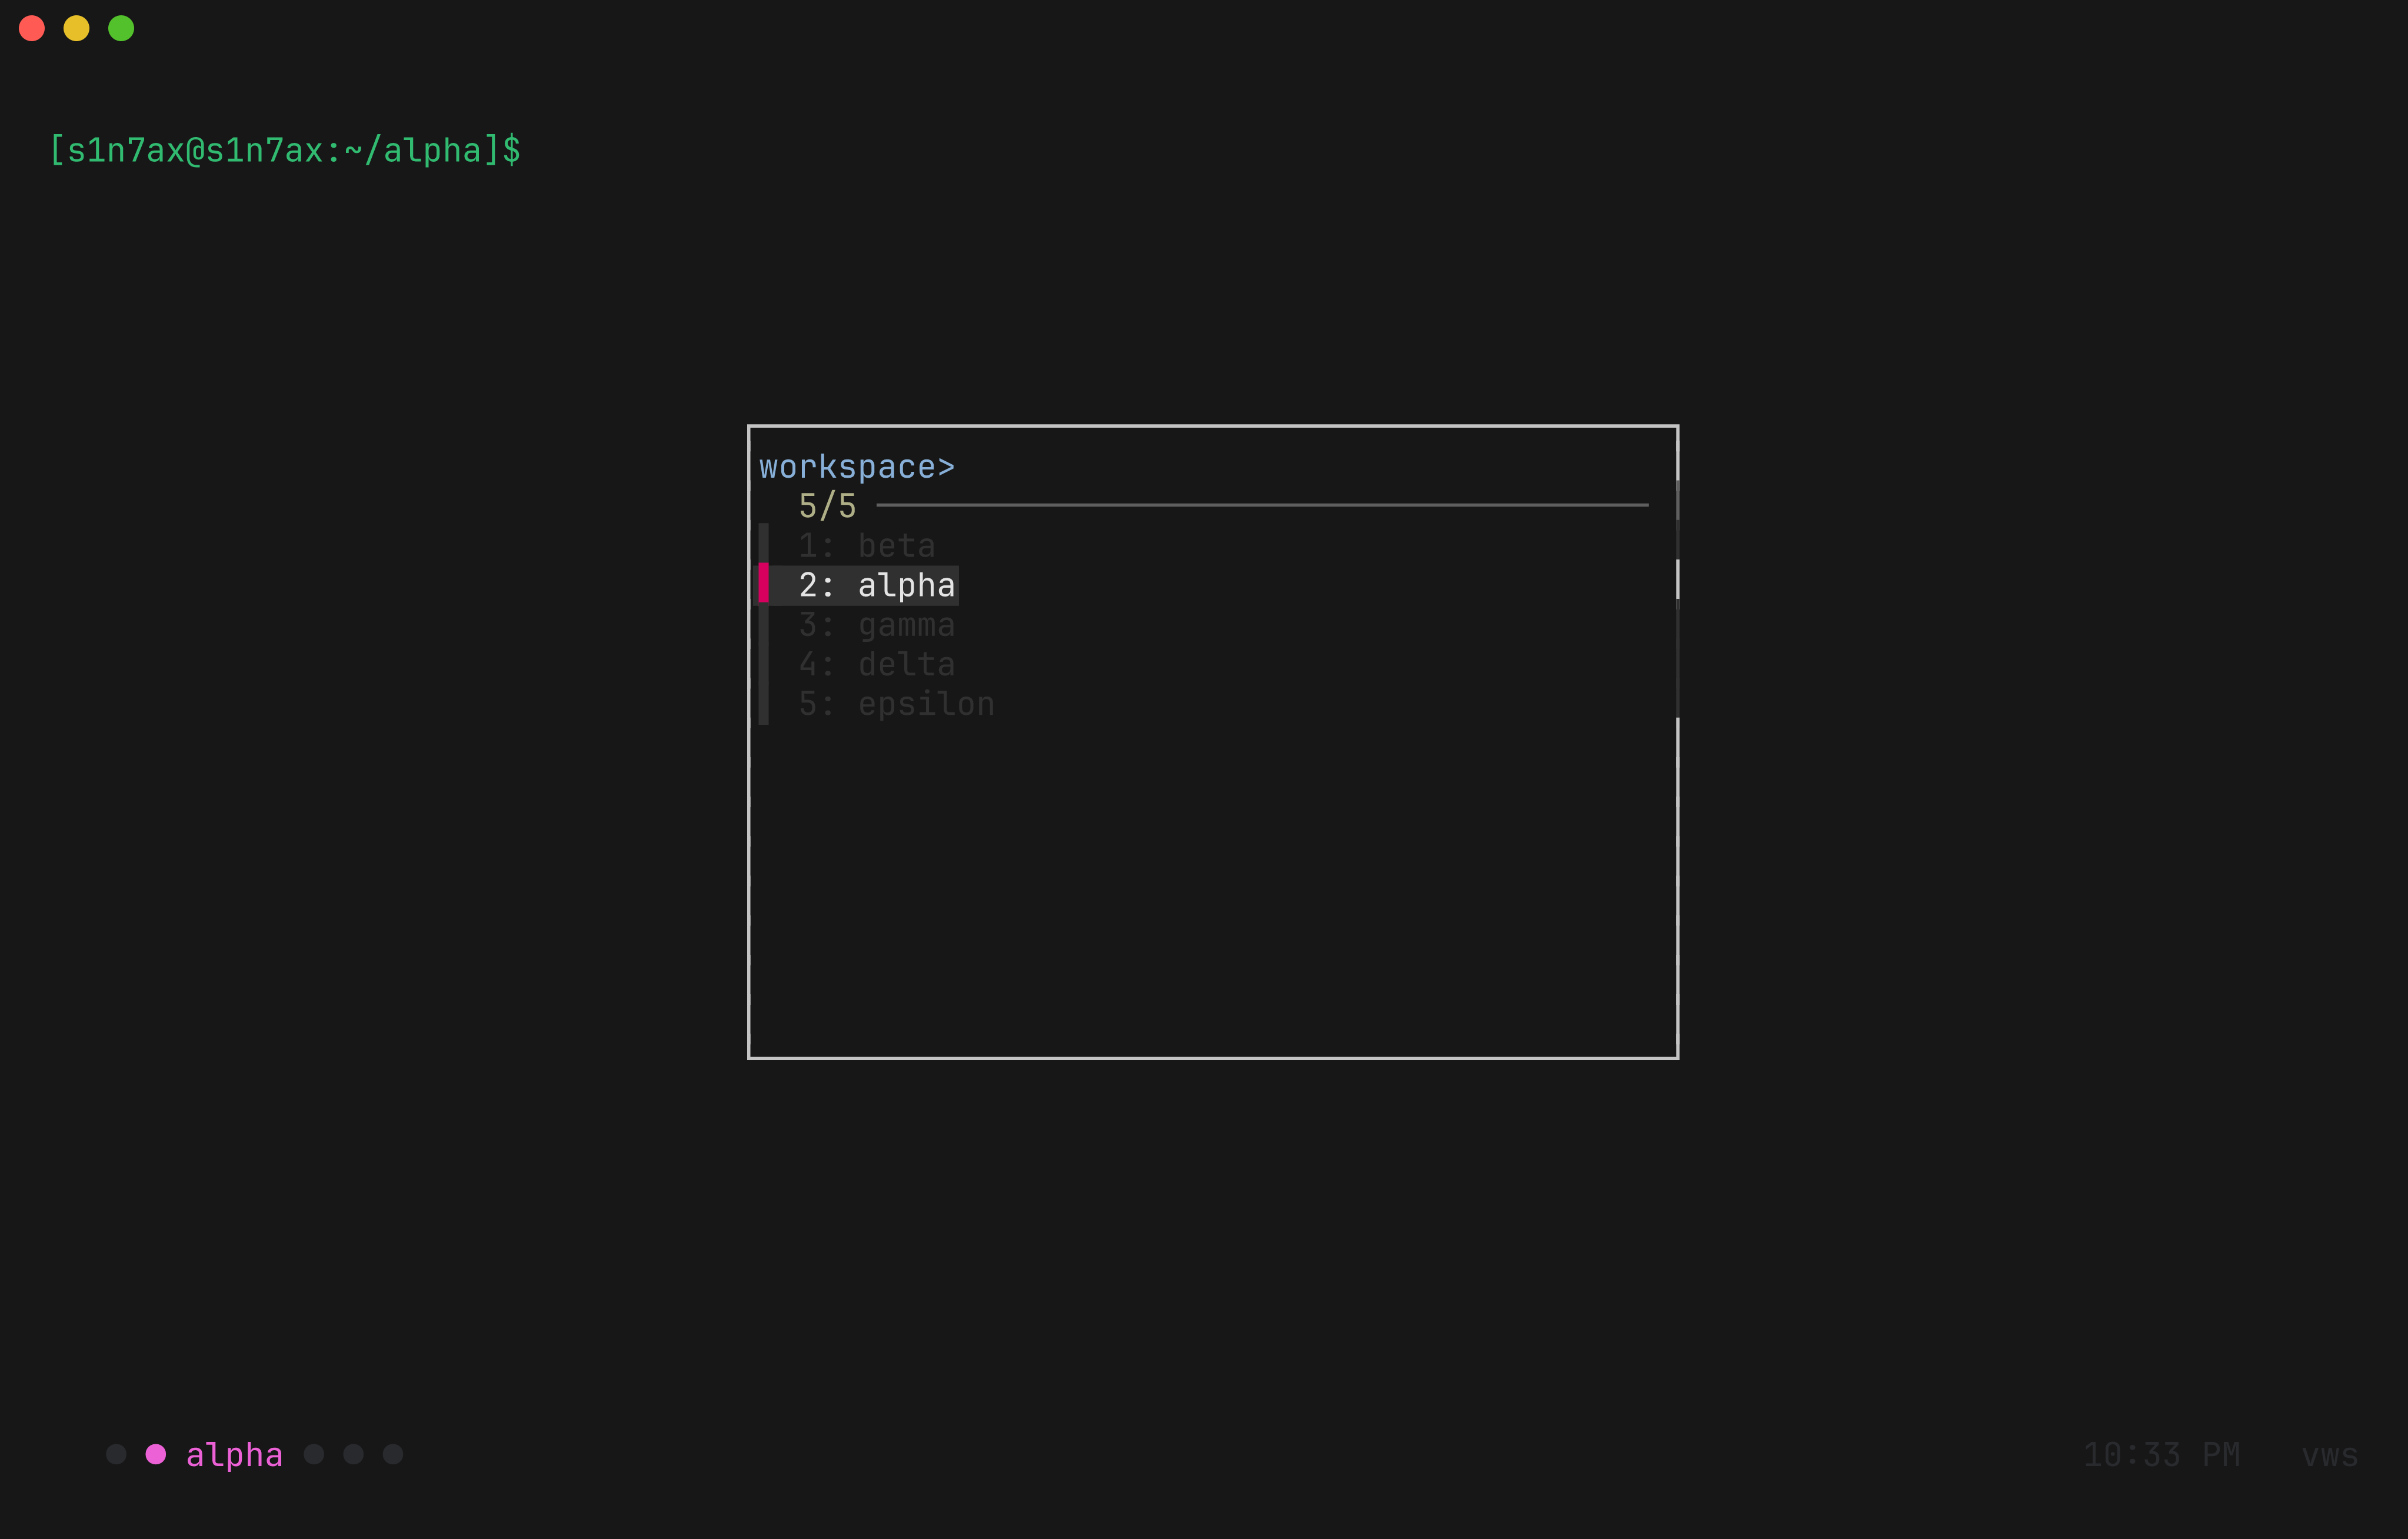 [s1n7ax@s1n7ax:~/alpha]$
workspace>
5/5
1: beta
2: alpha
3: gamma
4: delta
5: epsilon
alpha
10:33 PM vws